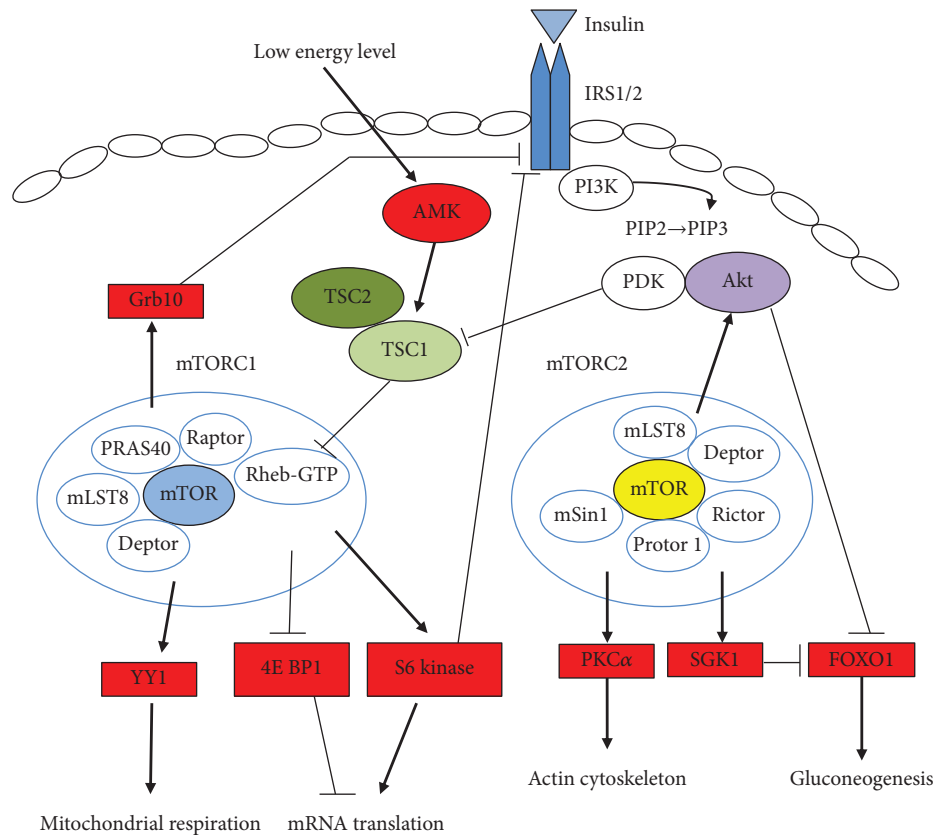 Insulin
Low energy level
IRS1/2
PI3K
AMK
PIP2→PIP3
TSC2
PDK
Akt
Grb10
TSC1
mTORC1
mTORC2
PRAS40
Raptor
mLST8
Rheb-GTP
Deptor
mLST8
mTOR
mTOR
mSin1
Rictor
Deptor
Protor 1
YY1
4E BP1
S6 kinase
PKCα
SGK1
FOXO1
Actin cytoskeleton
Gluconeogenesis
Mitochondrial respiration
mRNA translation